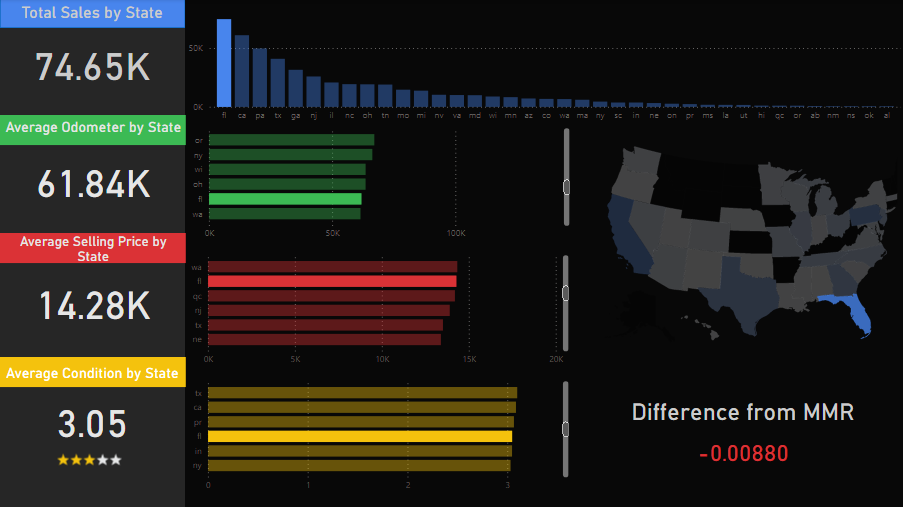 Total Sales by State
74.65K
50K
0K
fl ca pa tx ga nj il nc oh tn mo mi nv va md wi mn az co wa ma my sc in ne on pr ms la ut hi qc or ab nm ns ok al
Average Odometer by State
61.84K
or
ny
wi
oh
fl
wa
0K 50K 100K
Average Selling Price by
State
14.28K
wa
fl
qc
nj
tx
ne
0K 5K 10K 15K 20K
Average Condition by State
3.05
tx
ca
pr
fl
in
ny
0 1 2 3
Difference from MMR
-0.00880